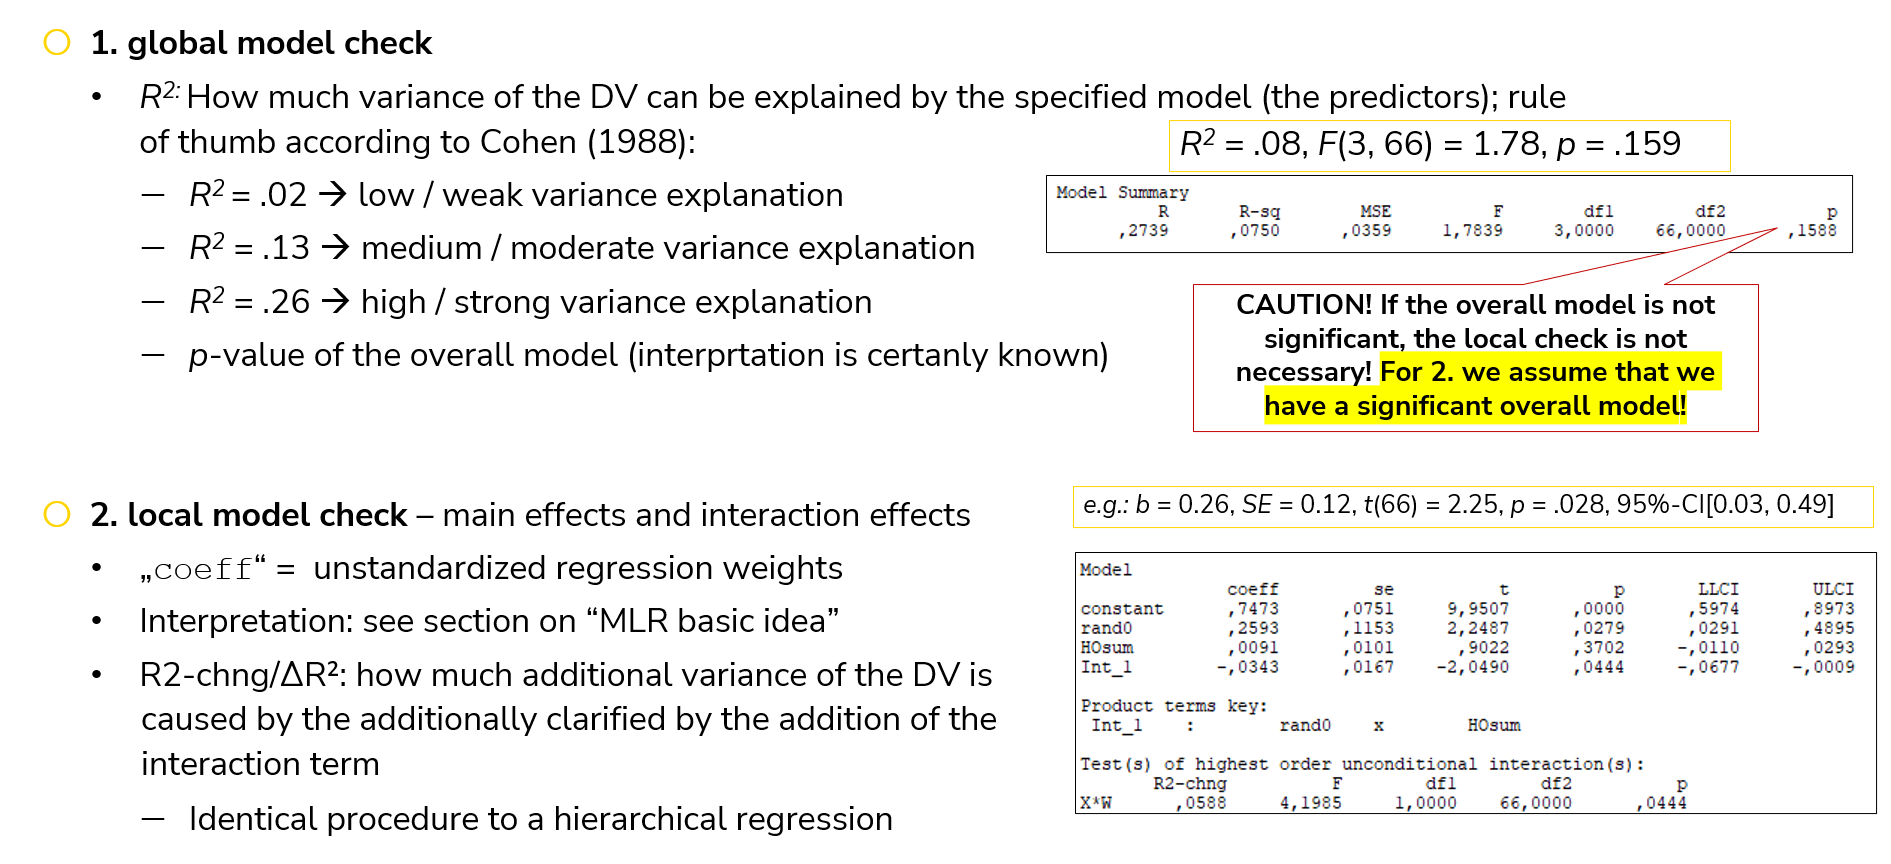 1. global model check
• R²: How much variance of the DV can be explained by the specified model (the predictors); rule
of thumb according to Cohen (1988):
R² = .08, F(3, 66) = 1.78, p = .159
— R² = .02 → low / weak variance explanation
— R² = .13 → medium / moderate variance explanation
— R² = .26 → high / strong variance explanation
— p-value of the overall model (interprtation is certanly known)
Model Summary
R R-sq MSE F df1 df2 p
,2739 ,0750 ,0359 1,7839 3,0000 66,0000 ,1588
CAUTION! If the overall model is not
significant, the local check is not
necessary! For 2. we assume that we
have a significant overall model!
2. local model check – main effects and interaction effects
• „coeff“ = unstandardized regression weights
• Interpretation: see section on “MLR basic idea”
• R2-chng/ΔR²: how much additional variance of the DV is
caused by the additionally clarified by the addition of the
interaction term
— Identical procedure to a hierarchical regression
e.g.: b = 0.26, SE = 0.12, t(66) = 2.25, p = .028, 95%-CI[0.03, 0.49]
Model
coeff se t p LLCI ULCI
constant ,7473 ,0751 9,9507 ,0000 ,5974 ,8973
rand0 ,2593 ,1153 2,2487 ,0279 ,0291 ,4895
HOsum ,0091 ,0101 ,9022 ,3702 -,0110 ,0293
Int_1 -,0343 ,0167 -2,0490 ,0444 -,0677 -,0009
Product terms key:
Int_1 : rand0 x HOsum
Test(s) of highest order unconditional interaction(s):
R2-chng F df1 df2 p
X*W ,0588 4,1985 1,0000 66,0000 ,0444